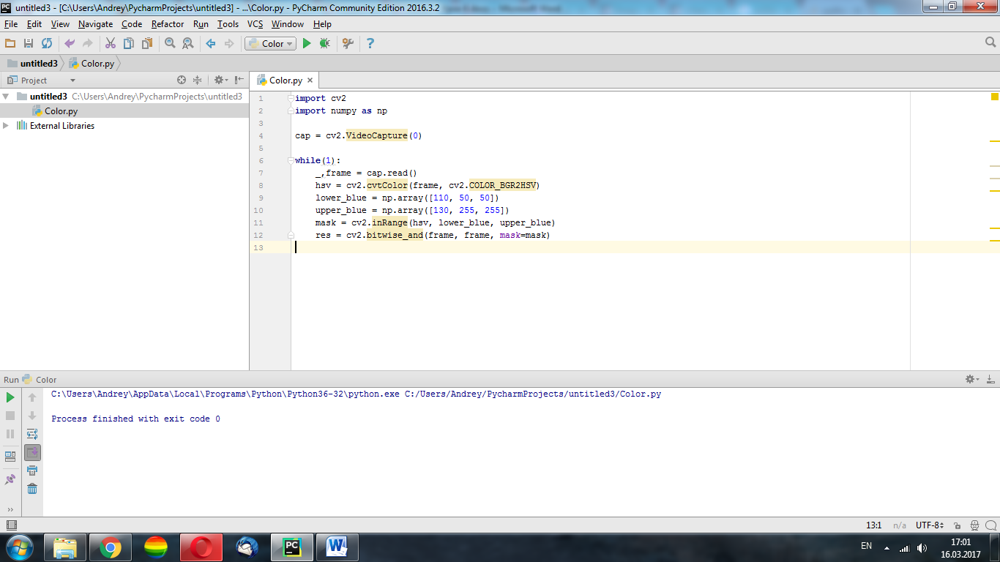 untitled3 - [C:\Users\Andrey\PycharmProjects\untitled3] - ...\Color.py - PyCharm Community Edition 2016.3.2
File Edit View Navigate Code Refactor Run Tools VCS Window Help
Color
untitled3 Color.py
Project
Color.py
untitled3 C:\Users\Andrey\PycharmProjects\untitled3
Color.py
External Libraries
1 import cv2
2 import numpy as np
3
4 cap = cv2.VideoCapture(0)
5
6 while(1):
7 _,frame = cap.read()
8 hsv = cv2.cvtColor(frame, cv2.COLOR_BGR2HSV)
9 lower_blue = np.array([110, 50, 50])
10 upper_blue = np.array([130, 255, 255])
11 mask = cv2.inRange(hsv, lower_blue, upper_blue)
12 res = cv2.bitwise_and(frame, frame, mask=mask)
13
Run Color
C:\Users\Andrey\AppData\Local\Programs\Python\Python36-32\python.exe C:/Users/Andrey/PycharmProjects/untitled3/Color.py
Process finished with exit code 0
13:1 n/a UTF-8
PC
W
EN
17:01
16.03.2017